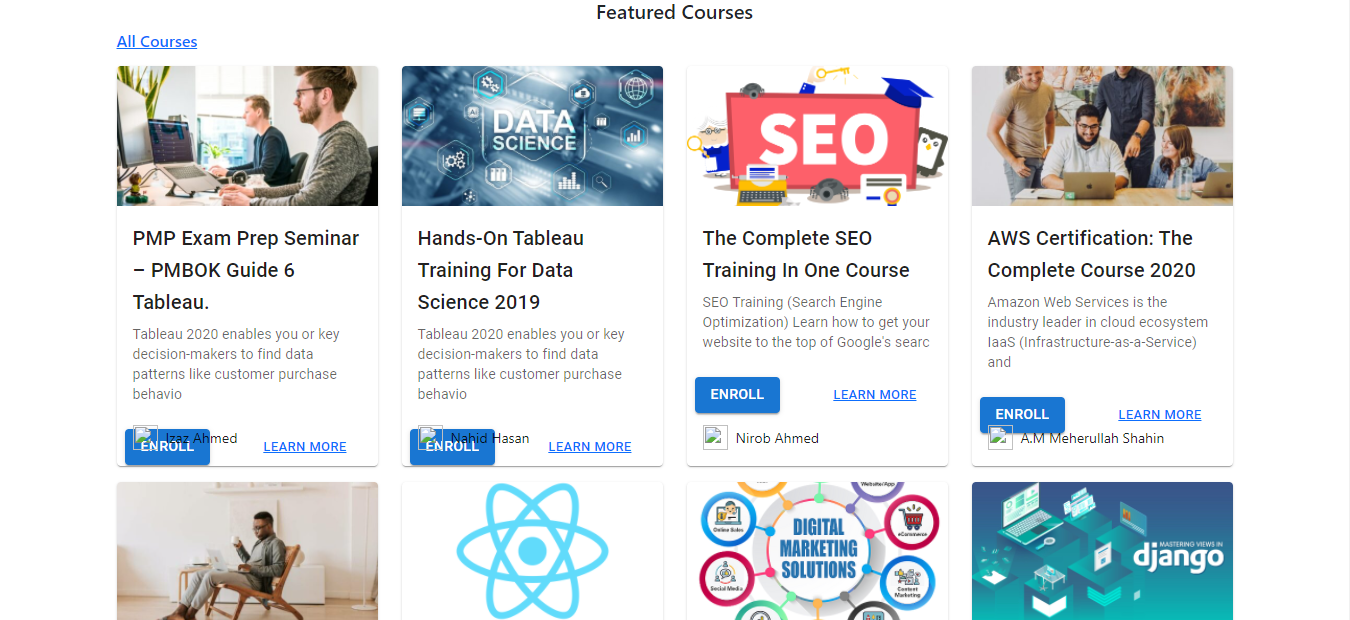 Featured Courses
All Courses
DATA
SCIENCE
AI
PMP Exam Prep Seminar
– PMBOK Guide 6
Tableau.
Tableau 2020 enables you or key
decision-makers to find data
patterns like customer purchase
behavio
Izaz Ahmed
ENROLL
LEARN MORE
Hands-On Tableau
Training For Data
Science 2019
Tableau 2020 enables you or key
decision-makers to find data
patterns like customer purchase
behavio
Nahid Hasan
ENROLL
LEARN MORE
SEO
The Complete SEO
Training In One Course
SEO Training (Search Engine
Optimization) Learn how to get your
website to the top of Google's searc
ENROLL
LEARN MORE
Nirob Ahmed
AWS Certification: The
Complete Course 2020
Amazon Web Services is the
industry leader in cloud ecosystem
IaaS (Infrastructure-as-a-Service)
and
ENROLL
LEARN MORE
A.M Meherullah Shahin
Website/App
Online Sales
eCommerce
DIGITAL
MARKETING
SOLUTIONS
Social Media
Content
Marketing
MASTERING VIEWS IN
django